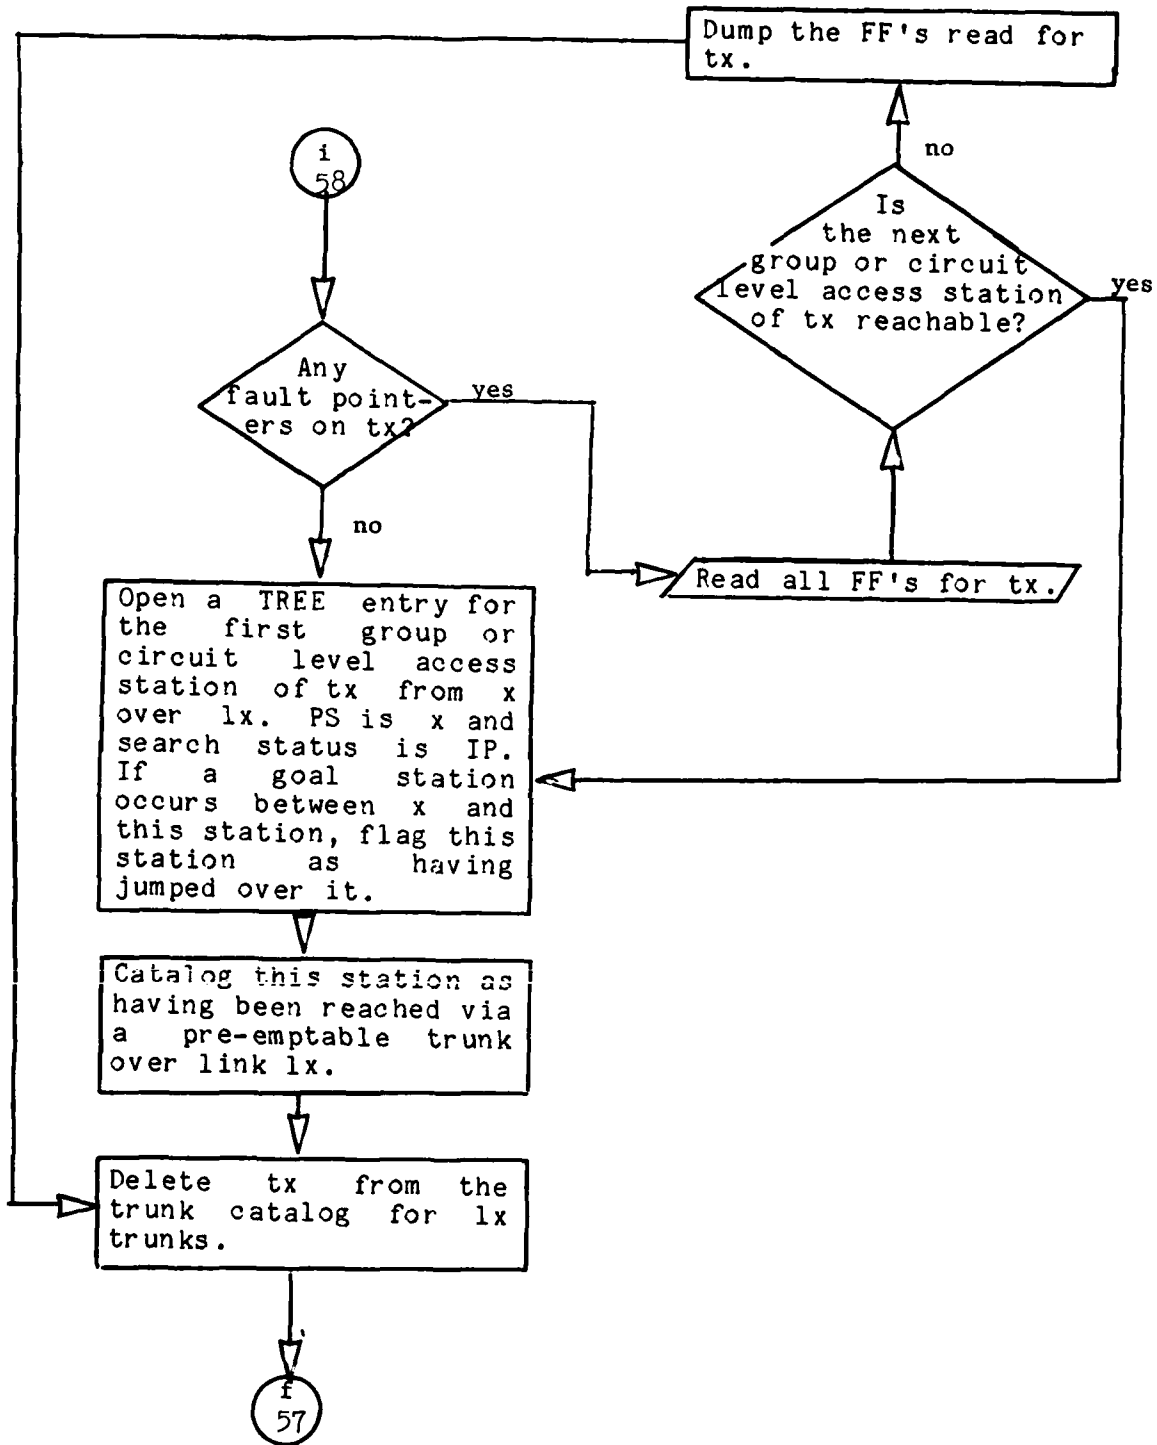 Dump the FF's read for
tx.
i
58
no
Is
the next
group or circuit
level access station
of tx reachable?
yes
Any
fault point-
ers on tx?
yes
no
Read all FF's for tx.
Open a TREE entry for
the first group or
circuit level access
station of tx from x
over lx. PS is x and
search status is IP.
If a goal station
occurs between x and
this station, flag this
station as having
jumped over it.
Catalog this station as
having been reached via
a pre-emptable trunk
over link lx.
Delete tx from the
trunk catalog for lx
trunks.
f
57